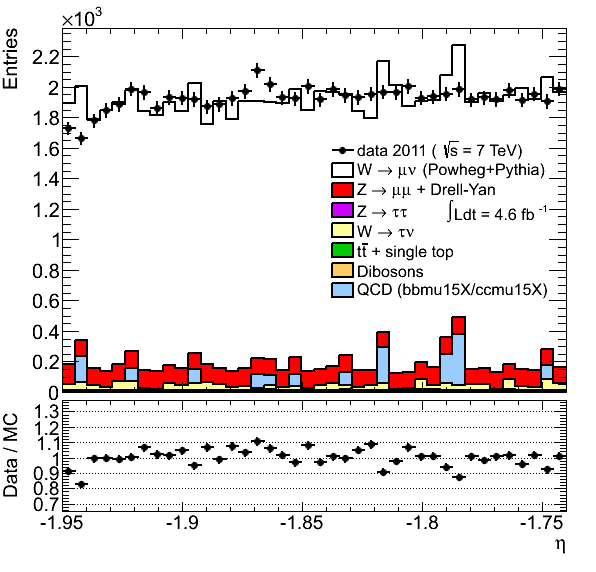 ×10³
Entries
2.2
2
1.8
1.6
1.4
1.2
1
0.8
0.6
0.4
0.2
0
data 2011 ( √s = 7 TeV)
W → μν (Powheg+Pythia)
Z → μμ + Drell-Yan
Z → ττ
∫Ldt = 4.6 fb⁻¹
W → τν
tt̅ + single top
Dibosons
QCD (bbmu15X/ccmu15X)
Data / MC
1.3
1.2
1.1
1
0.9
0.8
0.7
-1.95 -1.9 -1.85 -1.8 -1.75
η